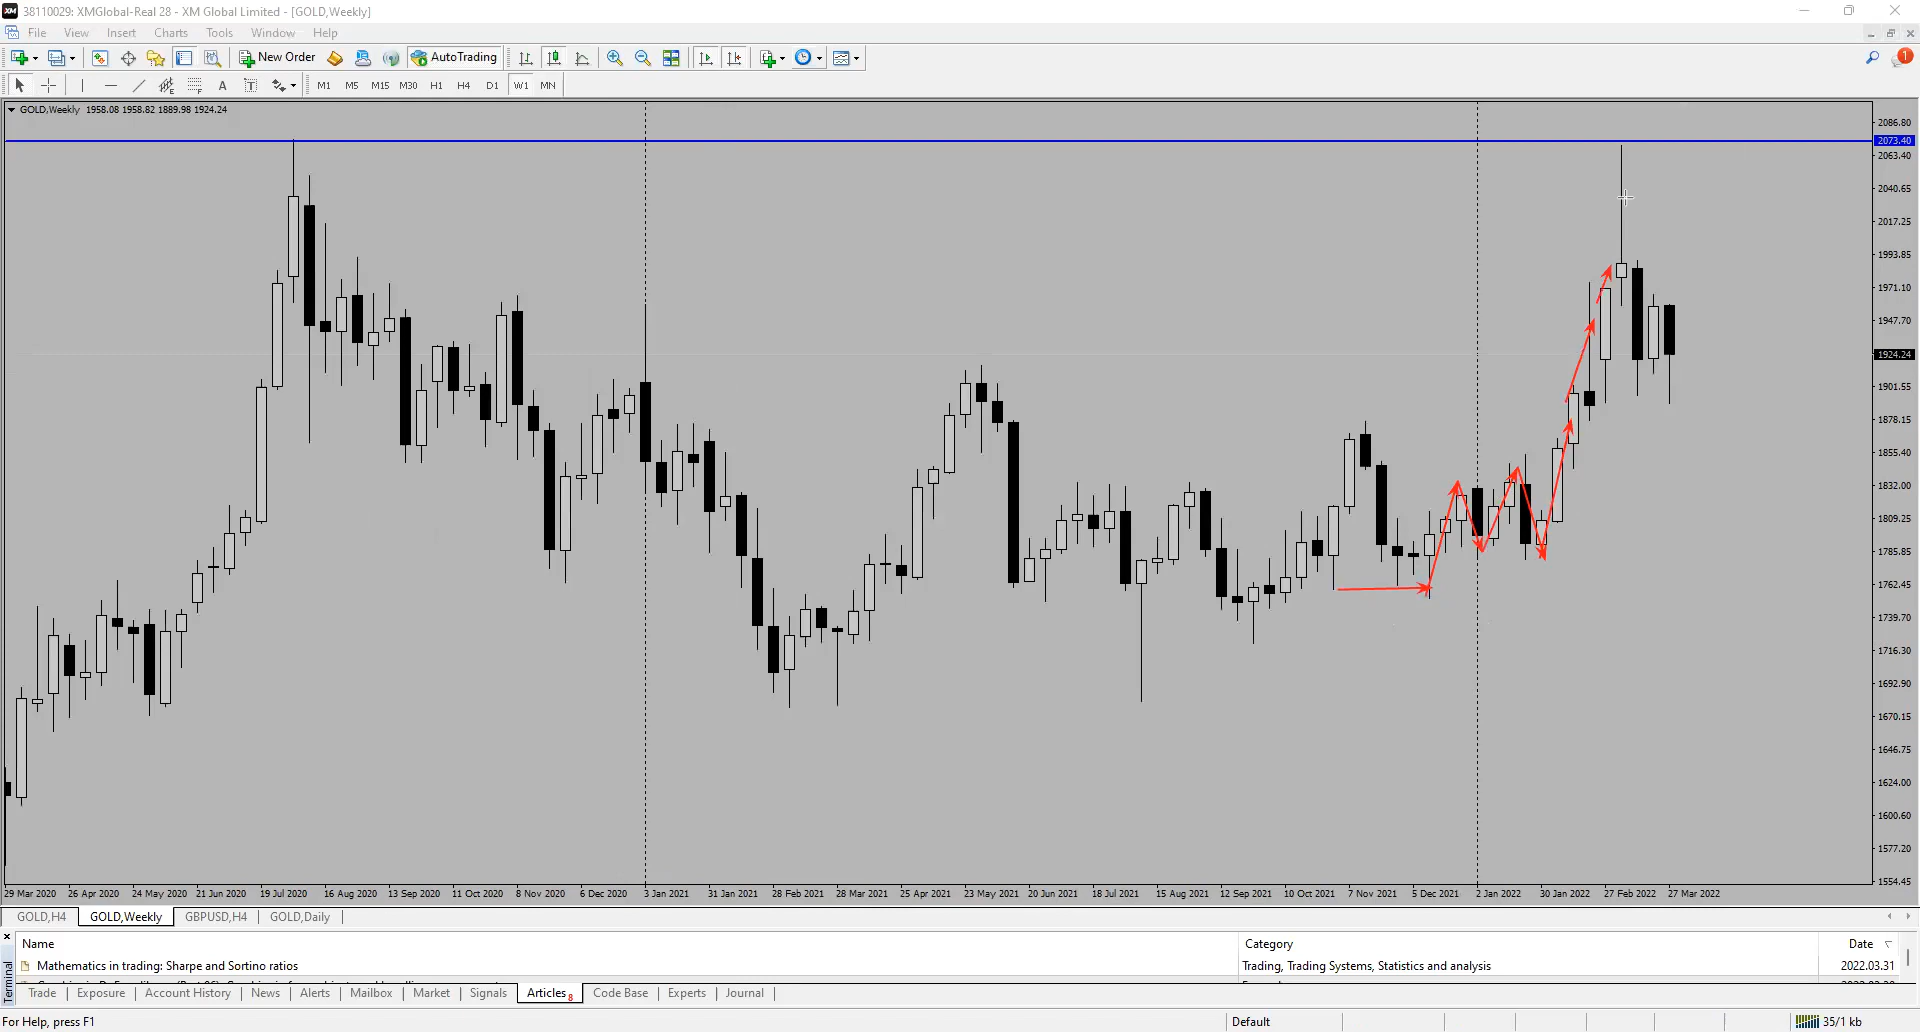 38110029: XMGlobal-Real 28 - XM Global Limited - [GOLD,Weekly]
File View Insert Charts Tools Window Help
New Order AutoTrading 1
A T M1 M5 M15 M30 H1 H4 D1 W1 MN
GOLD,Weekly 1958.08 1958.82 1889.98 1924.24
2086.80
2073.40
2063.40
2040.65
2017.25
1993.85
1971.10
1947.70
1924.24
1901.55
1878.15
1855.40
1832.00
1809.25
1785.85
1762.45
1739.70
1716.30
1692.90
1670.15
1646.75
1624.00
1600.60
1577.20
1554.45
29 Mar 2020 26 Apr 2020 24 May 2020 21 Jun 2020 19 Jul 2020 16 Aug 2020 13 Sep 2020 11 Oct 2020 8 Nov 2020 6 Dec 2020 3 Jan 2021 31 Jan 2021 28 Feb 2021 28 Mar 2021 25 Apr 2021 23 May 2021 20 Jun 2021 18 Jul 2021 15 Aug 2021 12 Sep 2021 10 Oct 2021 7 Nov 2021 5 Dec 2021 2 Jan 2022 30 Jan 2022 27 Feb 2022 27 Mar 2022
GOLD,H4 GOLD,Weekly GBPUSD,H4 GOLD,Daily
Name Category Date
Mathematics in trading: Sharpe and Sortino ratios Trading, Trading Systems, Statistics and analysis 2022.03.31
Terminal
Trade Exposure Account History News Alerts Mailbox Market Signals Articles 8 Code Base Experts Journal
For Help, press F1 Default 35/1 kb